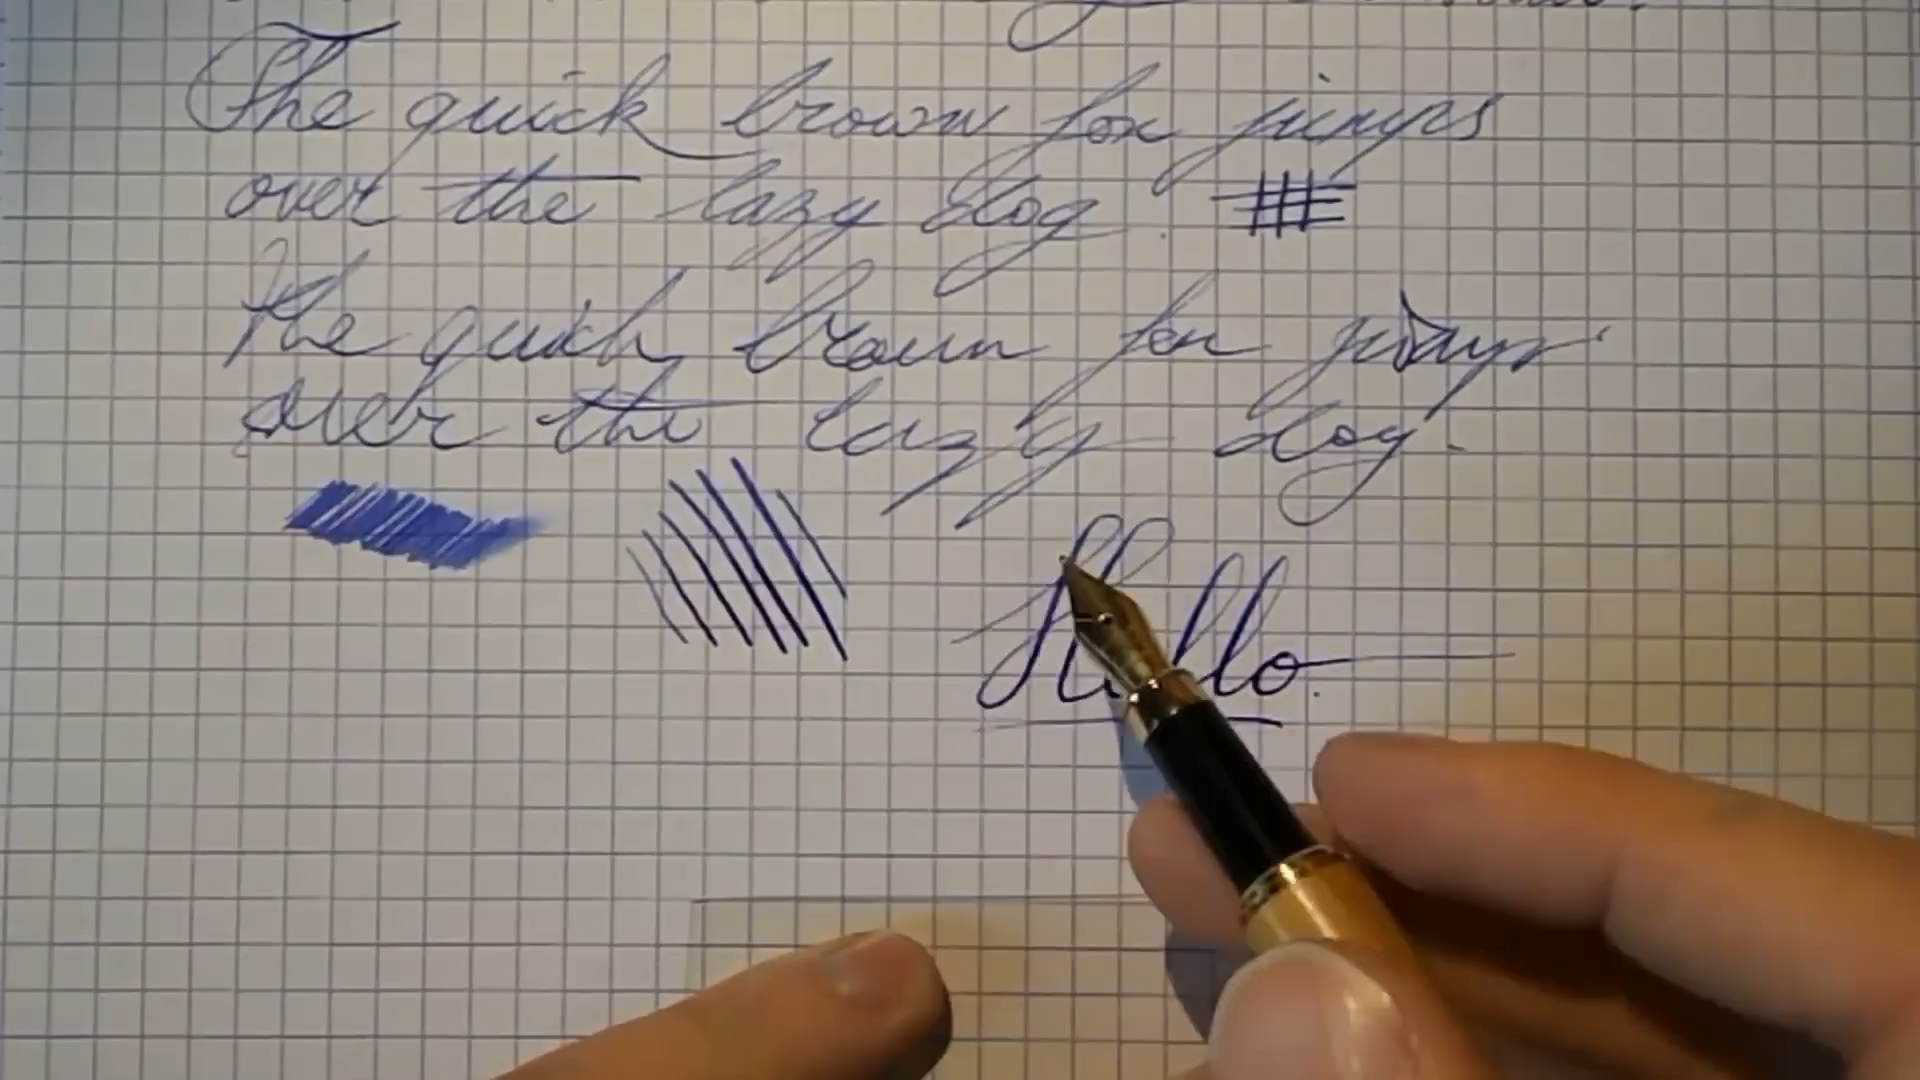 The quick brown fox jumps
over the lazy dog.
The quick brown fox jumps
over the lazy dog.
Hello.